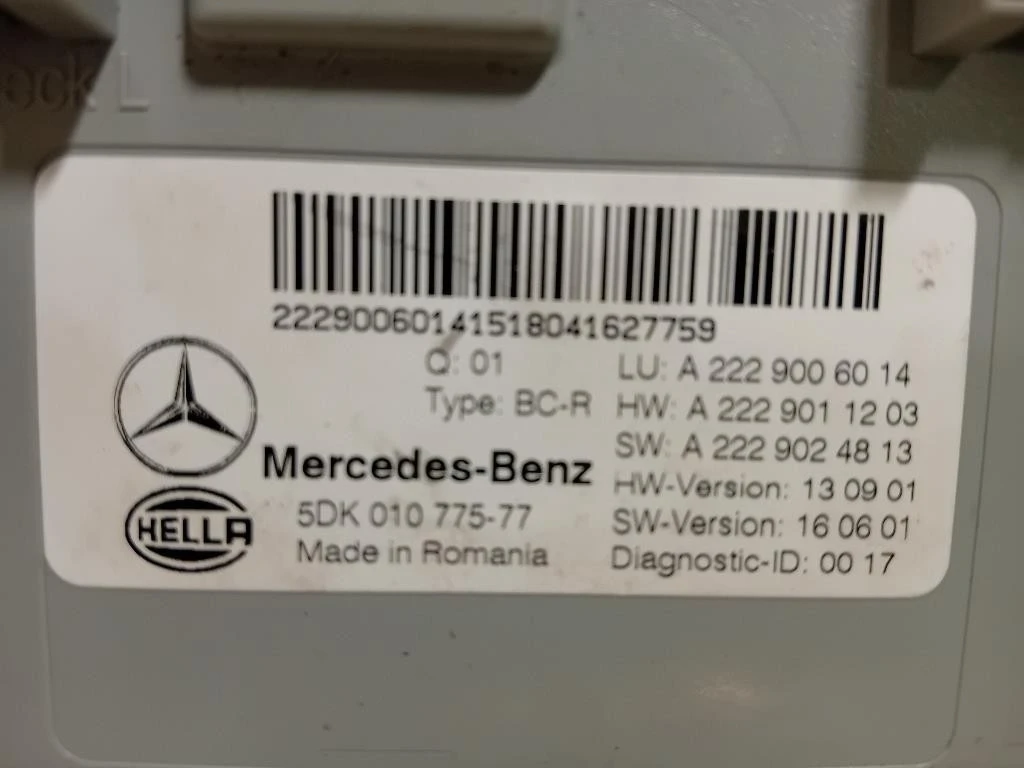 L
22290060141518041627759
Q: 01
Type: BC-R
LU: A 222 900 60 14
HW: A 222 901 12 03
SW: A 222 902 48 13
HW-Version: 13 09 01
SW-Version: 16 06 01
Diagnostic-ID: 00 17
Mercedes-Benz
HELLA
5DK 010 775-77
Made in Romania